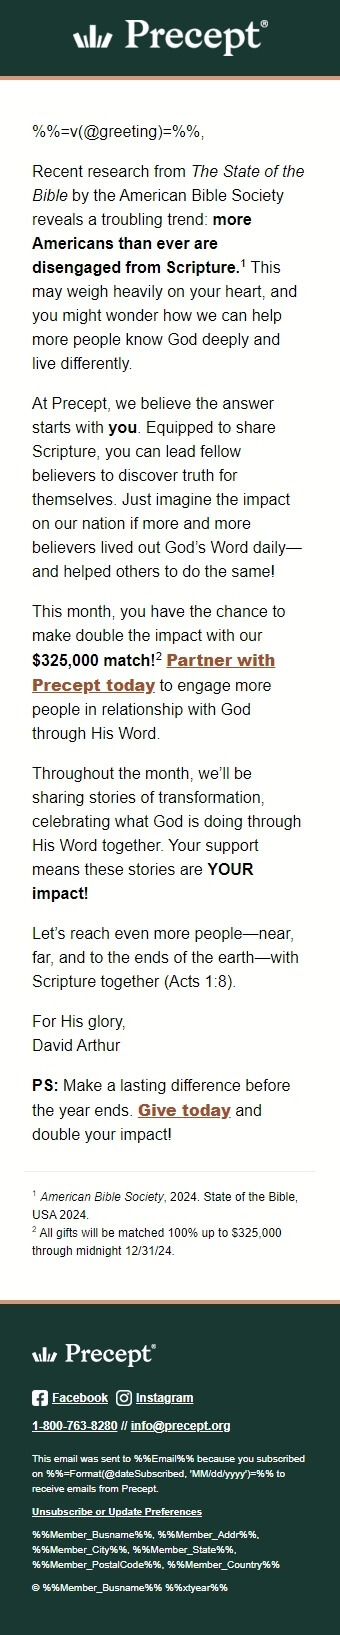 Precept®
%%=v(@greeting)=%%,
Recent research from The State of the
Bible by the American Bible Society
reveals a troubling trend: more
Americans than ever are
disengaged from Scripture.¹ This
may weigh heavily on your heart, and
you might wonder how we can help
more people know God deeply and
live differently.
At Precept, we believe the answer
starts with you. Equipped to share
Scripture, you can lead fellow
believers to discover truth for
themselves. Just imagine the impact
on our nation if more and more
believers lived out God’s Word daily—
and helped others to do the same!
This month, you have the chance to
make double the impact with our
$325,000 match!² Partner with
Precept today to engage more
people in relationship with God
through His Word.
Throughout the month, we’ll be
sharing stories of transformation,
celebrating what God is doing through
His Word together. Your support
means these stories are YOUR
impact!
Let’s reach even more people—near,
far, and to the ends of the earth—with
Scripture together (Acts 1:8).
For His glory,
David Arthur
PS: Make a lasting difference before
the year ends. Give today and
double your impact!
¹ American Bible Society, 2024. State of the Bible,
USA 2024.
² All gifts will be matched 100% up to $325,000
through midnight 12/31/24.
Precept®
Facebook Instagram
1-800-763-8280 // info@precept.org
This email was sent to %%Email%% because you subscribed
on %%=Format(@dateSubscribed, 'MM/dd/yyyy')=%% to
receive emails from Precept.
Unsubscribe or Update Preferences
%%Member_Busname%%, %%Member_Addr%%,
%%Member_City%%, %%Member_State%%,
%%Member_PostalCode%%, %%Member_Country%%
© %%Member_Busname%% %%xtyear%%